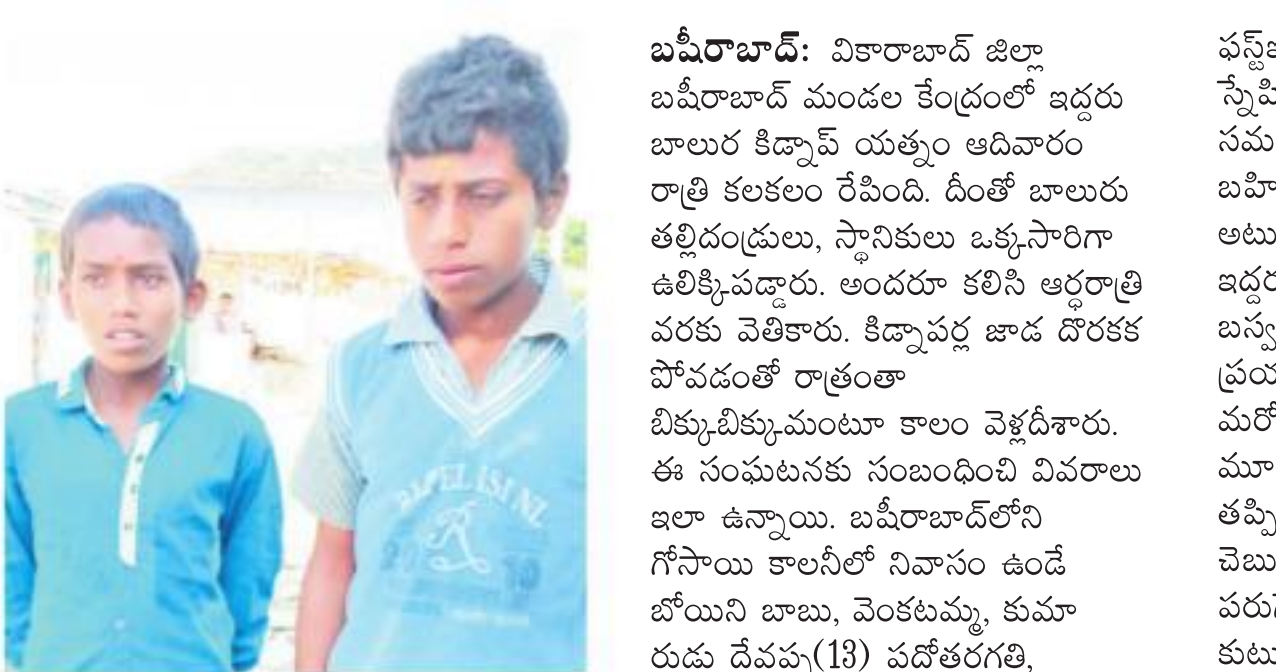 బషీరాబాద్: వికారాబాద్ జిల్లా
బషీరాబాద్ మండల కేంద్రంలో ఇద్దరు
బాలుర కిడ్నాప్ యత్నం ఆదివారం
రాత్రి కలకలం రేపింది. దీంతో బాలురు
తల్లిదండ్రులు, స్థానికులు ఒక్కసారిగా
ఉలిక్కిపడ్డారు. అందరూ కలిసి ఆర్ధరాత్రి
వరకు వెతికారు. కిడ్నాపర్ల జాడ దొరకక
పోవడంతో రాత్రంతా
బిక్కుబిక్కుమంటూ కాలం వెళ్లదీశారు.
ఈ సంఘటనకు సంబంధించి వివరాలు
ఇలా ఉన్నాయి. బషీరాబాద్‌లోని
గోసాయి కాలనీలో నివాసం ఉండే
బోయిని బాబు, వెంకటమ్మ, కుమా
రుడు దేవప్ప(13) పదోతరగతి,